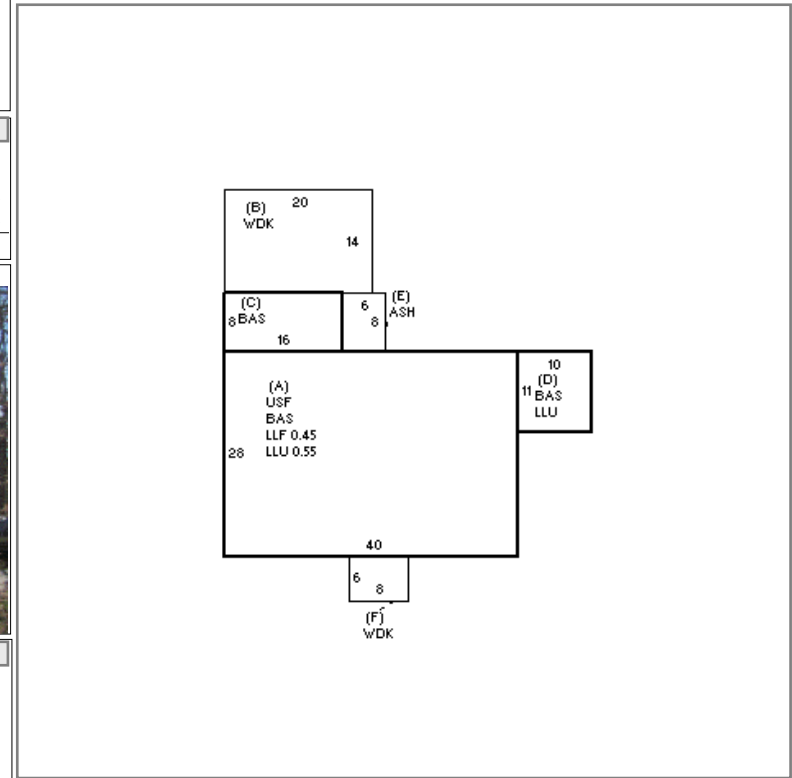 (B) 20
WDK
14
(C)
8 BAS
16
6
8
(E)
ASH
(A)
USF
BAS
LLF 0.45
LLU 0.55
28
40
10
(D)
11 BAS
LLU
6
8
(F)
WDK